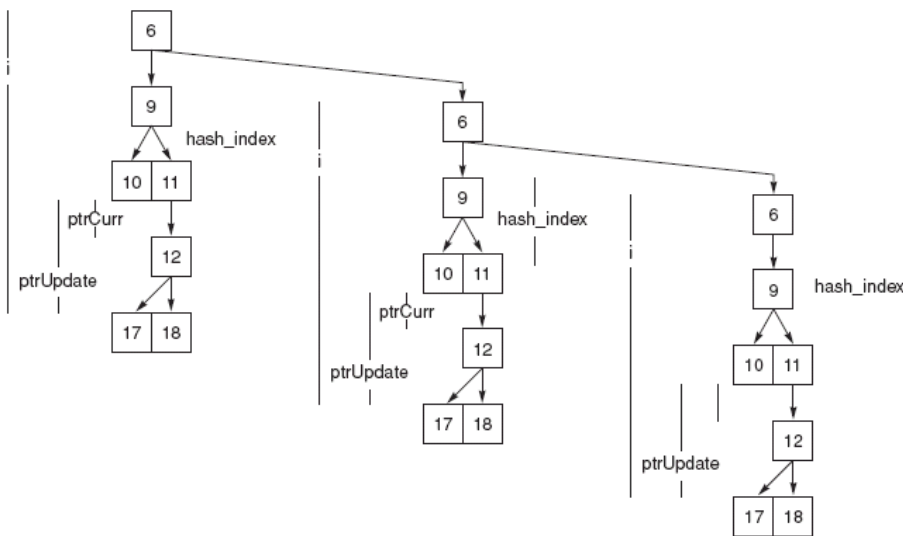 6
i
9
hash_index
6
10 11
i
ptrCurr
9
6
hash_index
12
ptrUpdate
10 11
i
9
hash_index
ptrCurr
17 18
12
10 11
ptrUpdate
17 18
12
ptrUpdate
17 18